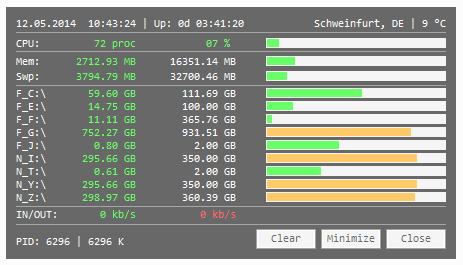 12.05.2014 10:43:24 | Up: 0d 03:41:20 Schweinfurt, DE | 9 °C
CPU: 72 proc 07 %
Mem: 2712.93 MB 16351.14 MB
Swp: 3794.79 MB 32700.46 MB
F_C:\ 59.60 GB 111.69 GB
F_E:\ 14.75 GB 100.00 GB
F_F:\ 11.11 GB 365.76 GB
F_G:\ 752.27 GB 931.51 GB
F_J:\ 0.80 GB 2.00 GB
N_I:\ 295.66 GB 350.00 GB
N_T:\ 0.61 GB 2.00 GB
N_Y:\ 295.66 GB 350.00 GB
N_Z:\ 298.97 GB 360.39 GB
IN/OUT: 0 kb/s 0 kb/s
PID: 6296 | 6296 K Clear Minimize Close